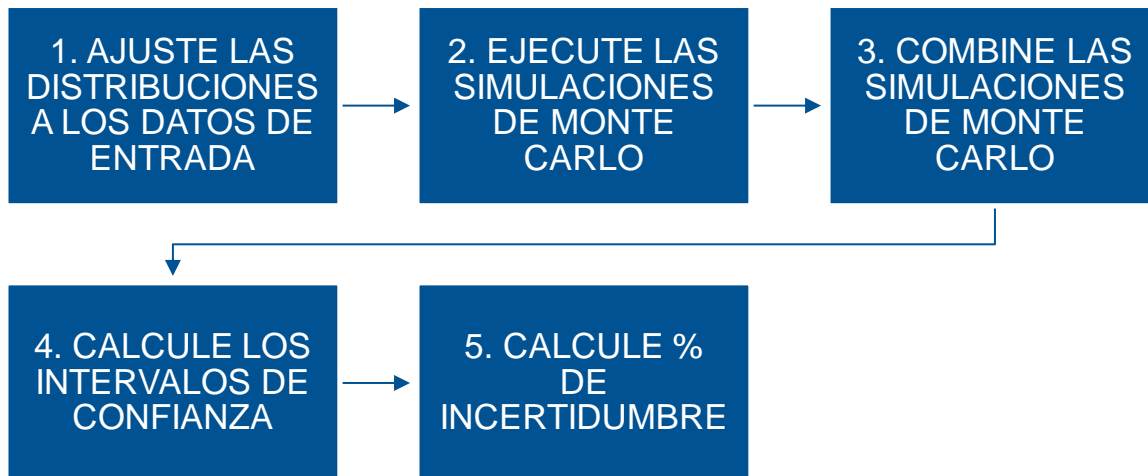 1. AJUSTE LAS
DISTRIBUCIONES
A LOS DATOS DE
ENTRADA
2. EJECUTE LAS
SIMULACIONES
DE MONTE
CARLO
3. COMBINE LAS
SIMULACIONES
DE MONTE
CARLO
4. CALCULE LOS
INTERVALOS DE
CONFIANZA
5. CALCULE %
DE
INCERTIDUMBRE